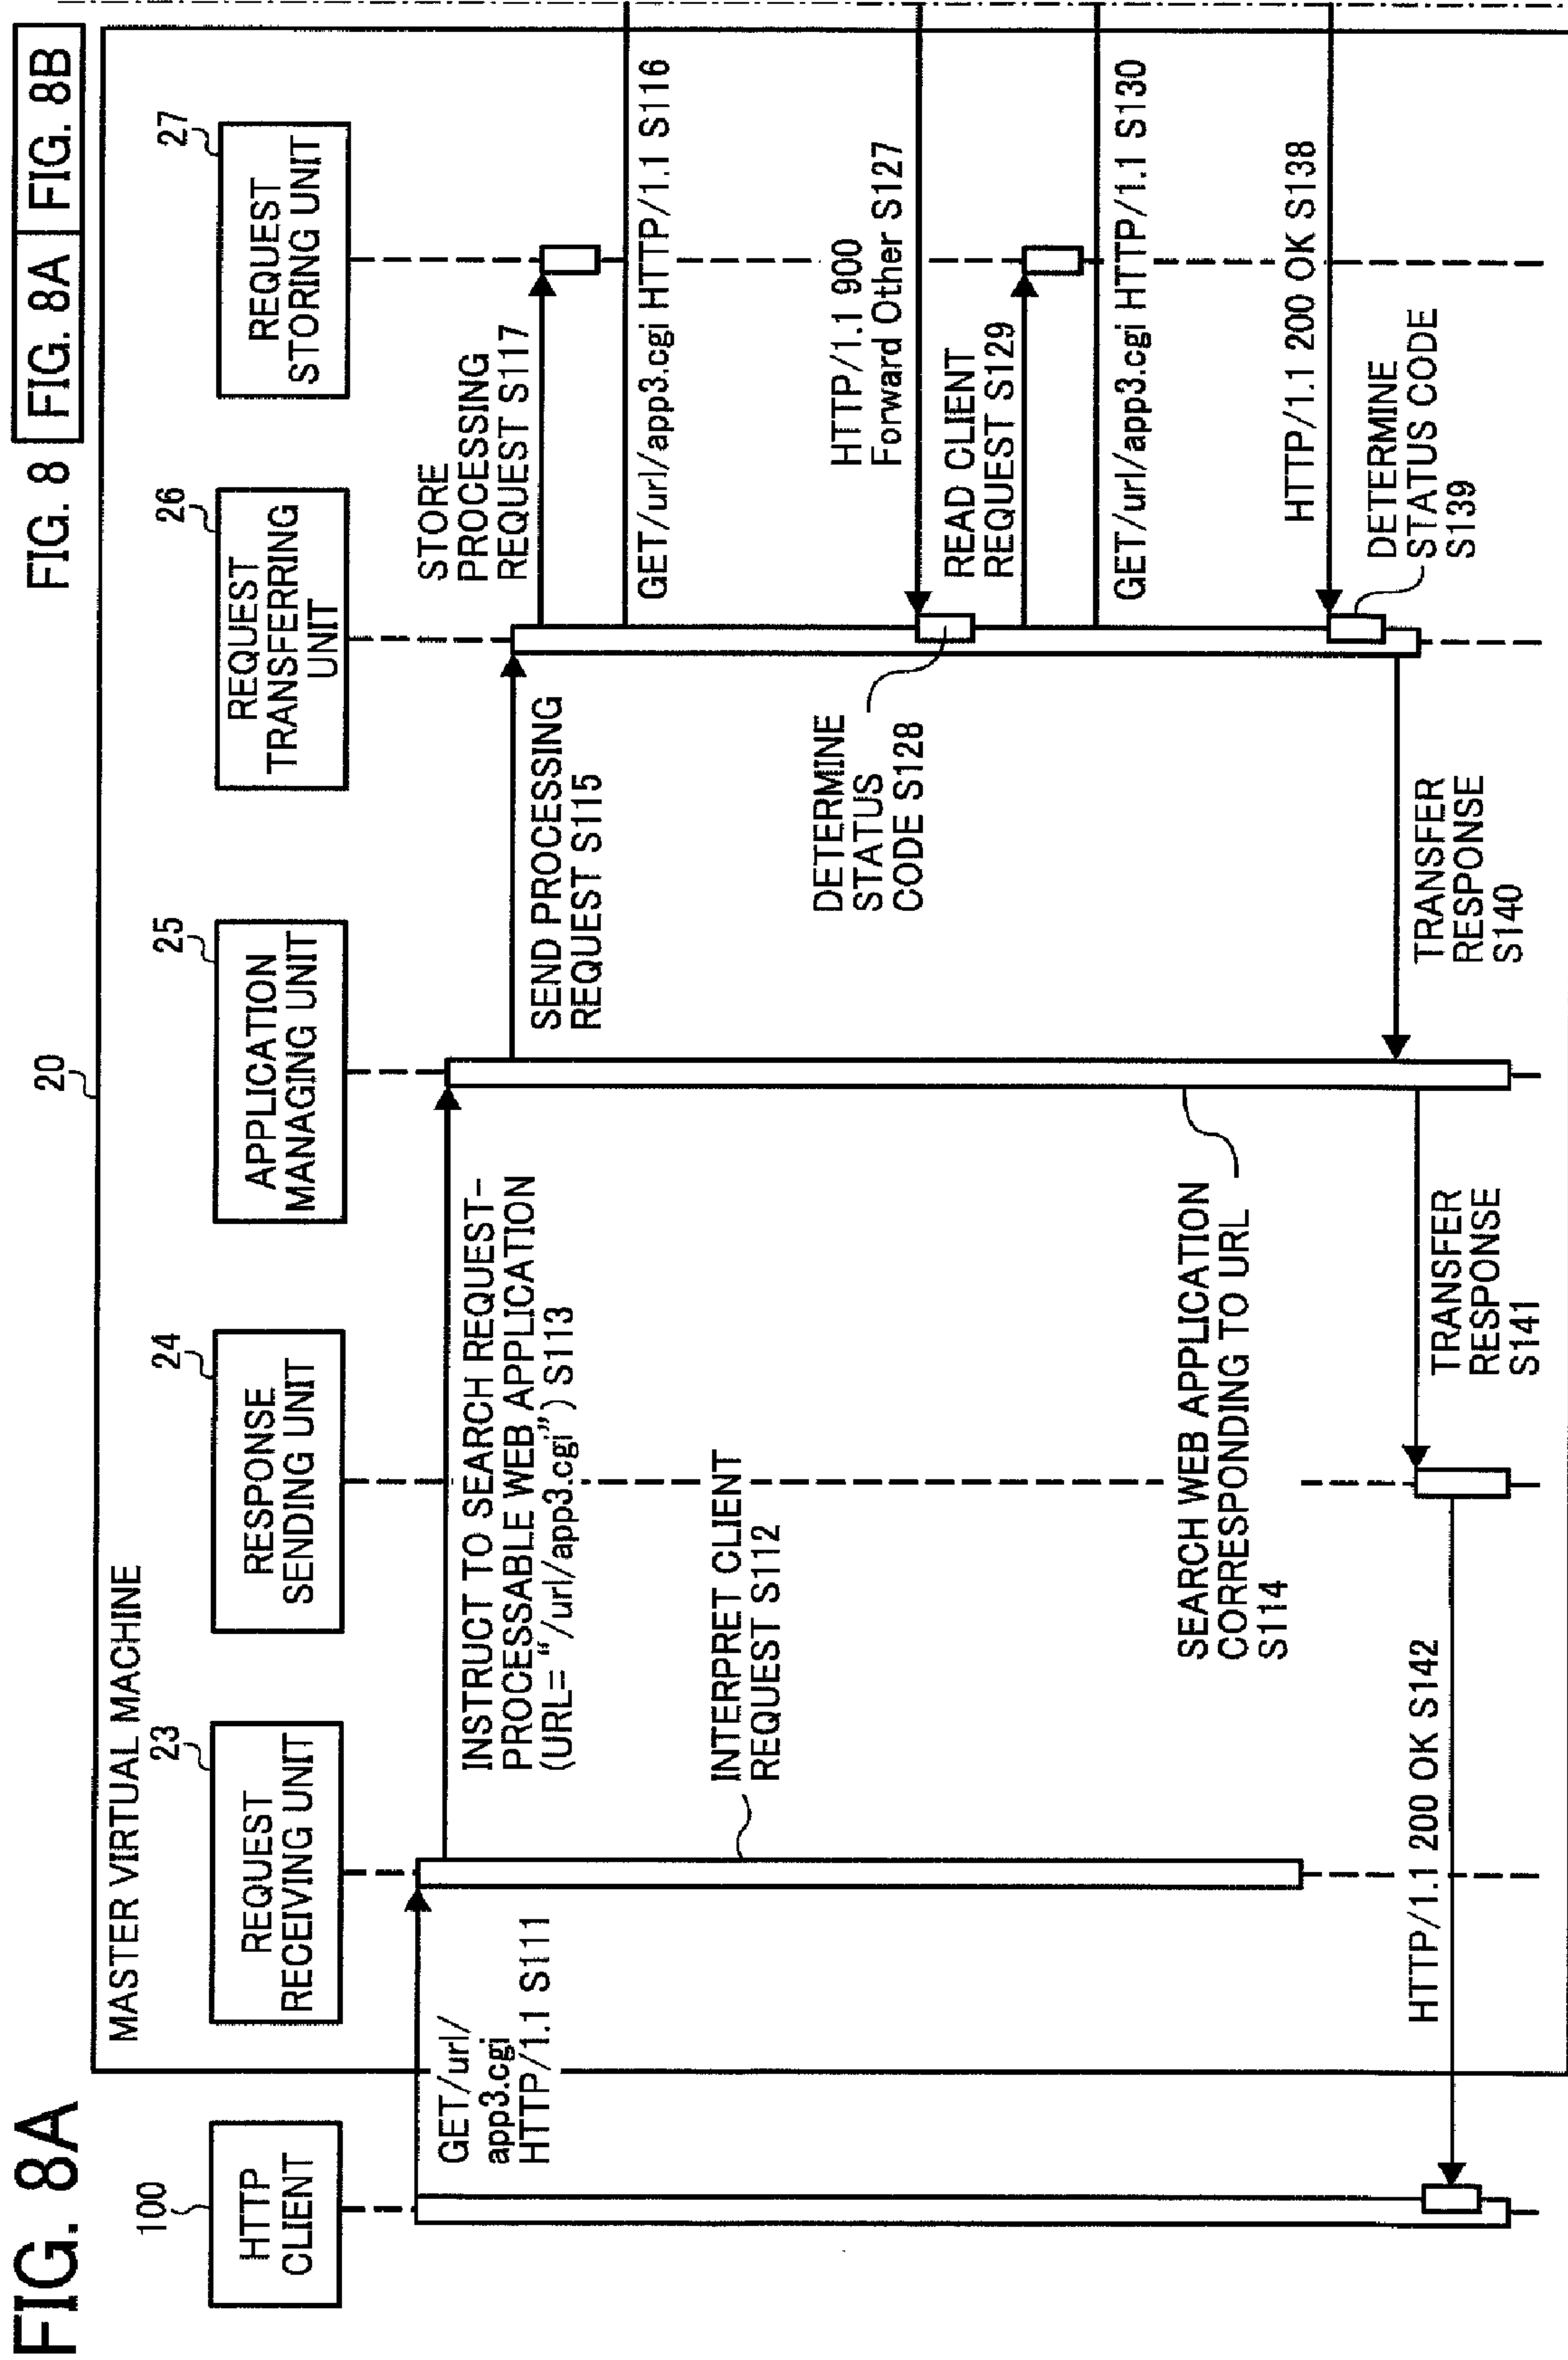 FIG. 8A
FIG. 8
FIG. 8A
FIG. 8B
20
MASTER VIRTUAL MACHINE
100
HTTP
CLIENT
23
REQUEST
RECEIVING UNIT
24
RESPONSE
SENDING UNIT
25
APPLICATION
MANAGING UNIT
26
REQUEST
TRANSFERRING
UNIT
27
REQUEST
STORING UNIT
GET/url/
app3.cgi
HTTP/1.1 S111
INSTRUCT TO SEARCH REQUEST-
PROCESSABLE WEB APPLICATION
(URL="/url/app3.cgi") S113
SEND PROCESSING
REQUEST S115
STORE
PROCESSING
REQUEST S117
GET/url/app3.cgi HTTP/1.1 S116
INTERPRET CLIENT
REQUEST S112
DETERMINE
STATUS
CODE S128
HTTP/1.1 900
Forward Other S127
READ CLIENT
REQUEST S129
GET/url/app3.cgi HTTP/1.1 S130
SEARCH WEB APPLICATION
CORRESPONDING TO URL
S114
HTTP/1.1 200 OK S138
DETERMINE
STATUS CODE
S139
TRANSFER
RESPONSE
S140
TRANSFER
RESPONSE
S141
HTTP/1.1 200 OK S142